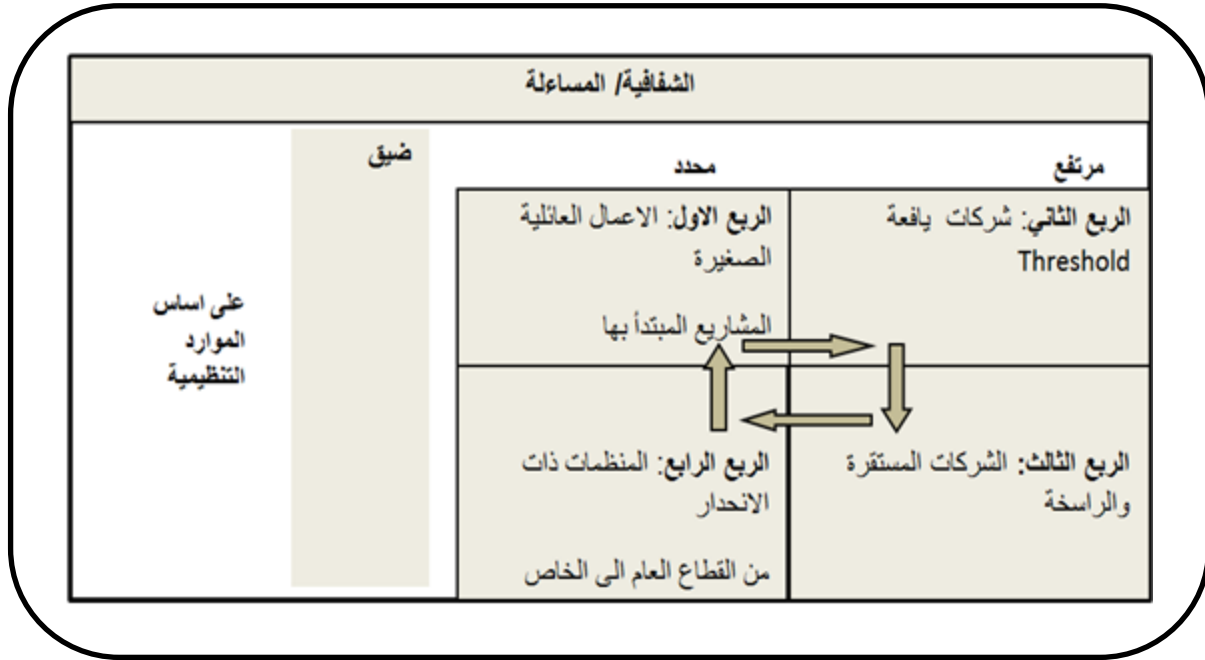 الشفافية/ المساءلة
مرتفع
محدد
ضيق
الربع الثاني: شركات يافعة
Threshold
الربع الاول: الاعمال العائلية
الصغيرة
المشاريع المبتدأ بها
على اساس
الموارد
التنظيمية
الربع الثالث: الشركات المستقرة
والراسخة
الربع الرابع: المنظمات ذات
الانحدار
من القطاع العام الى الخاص